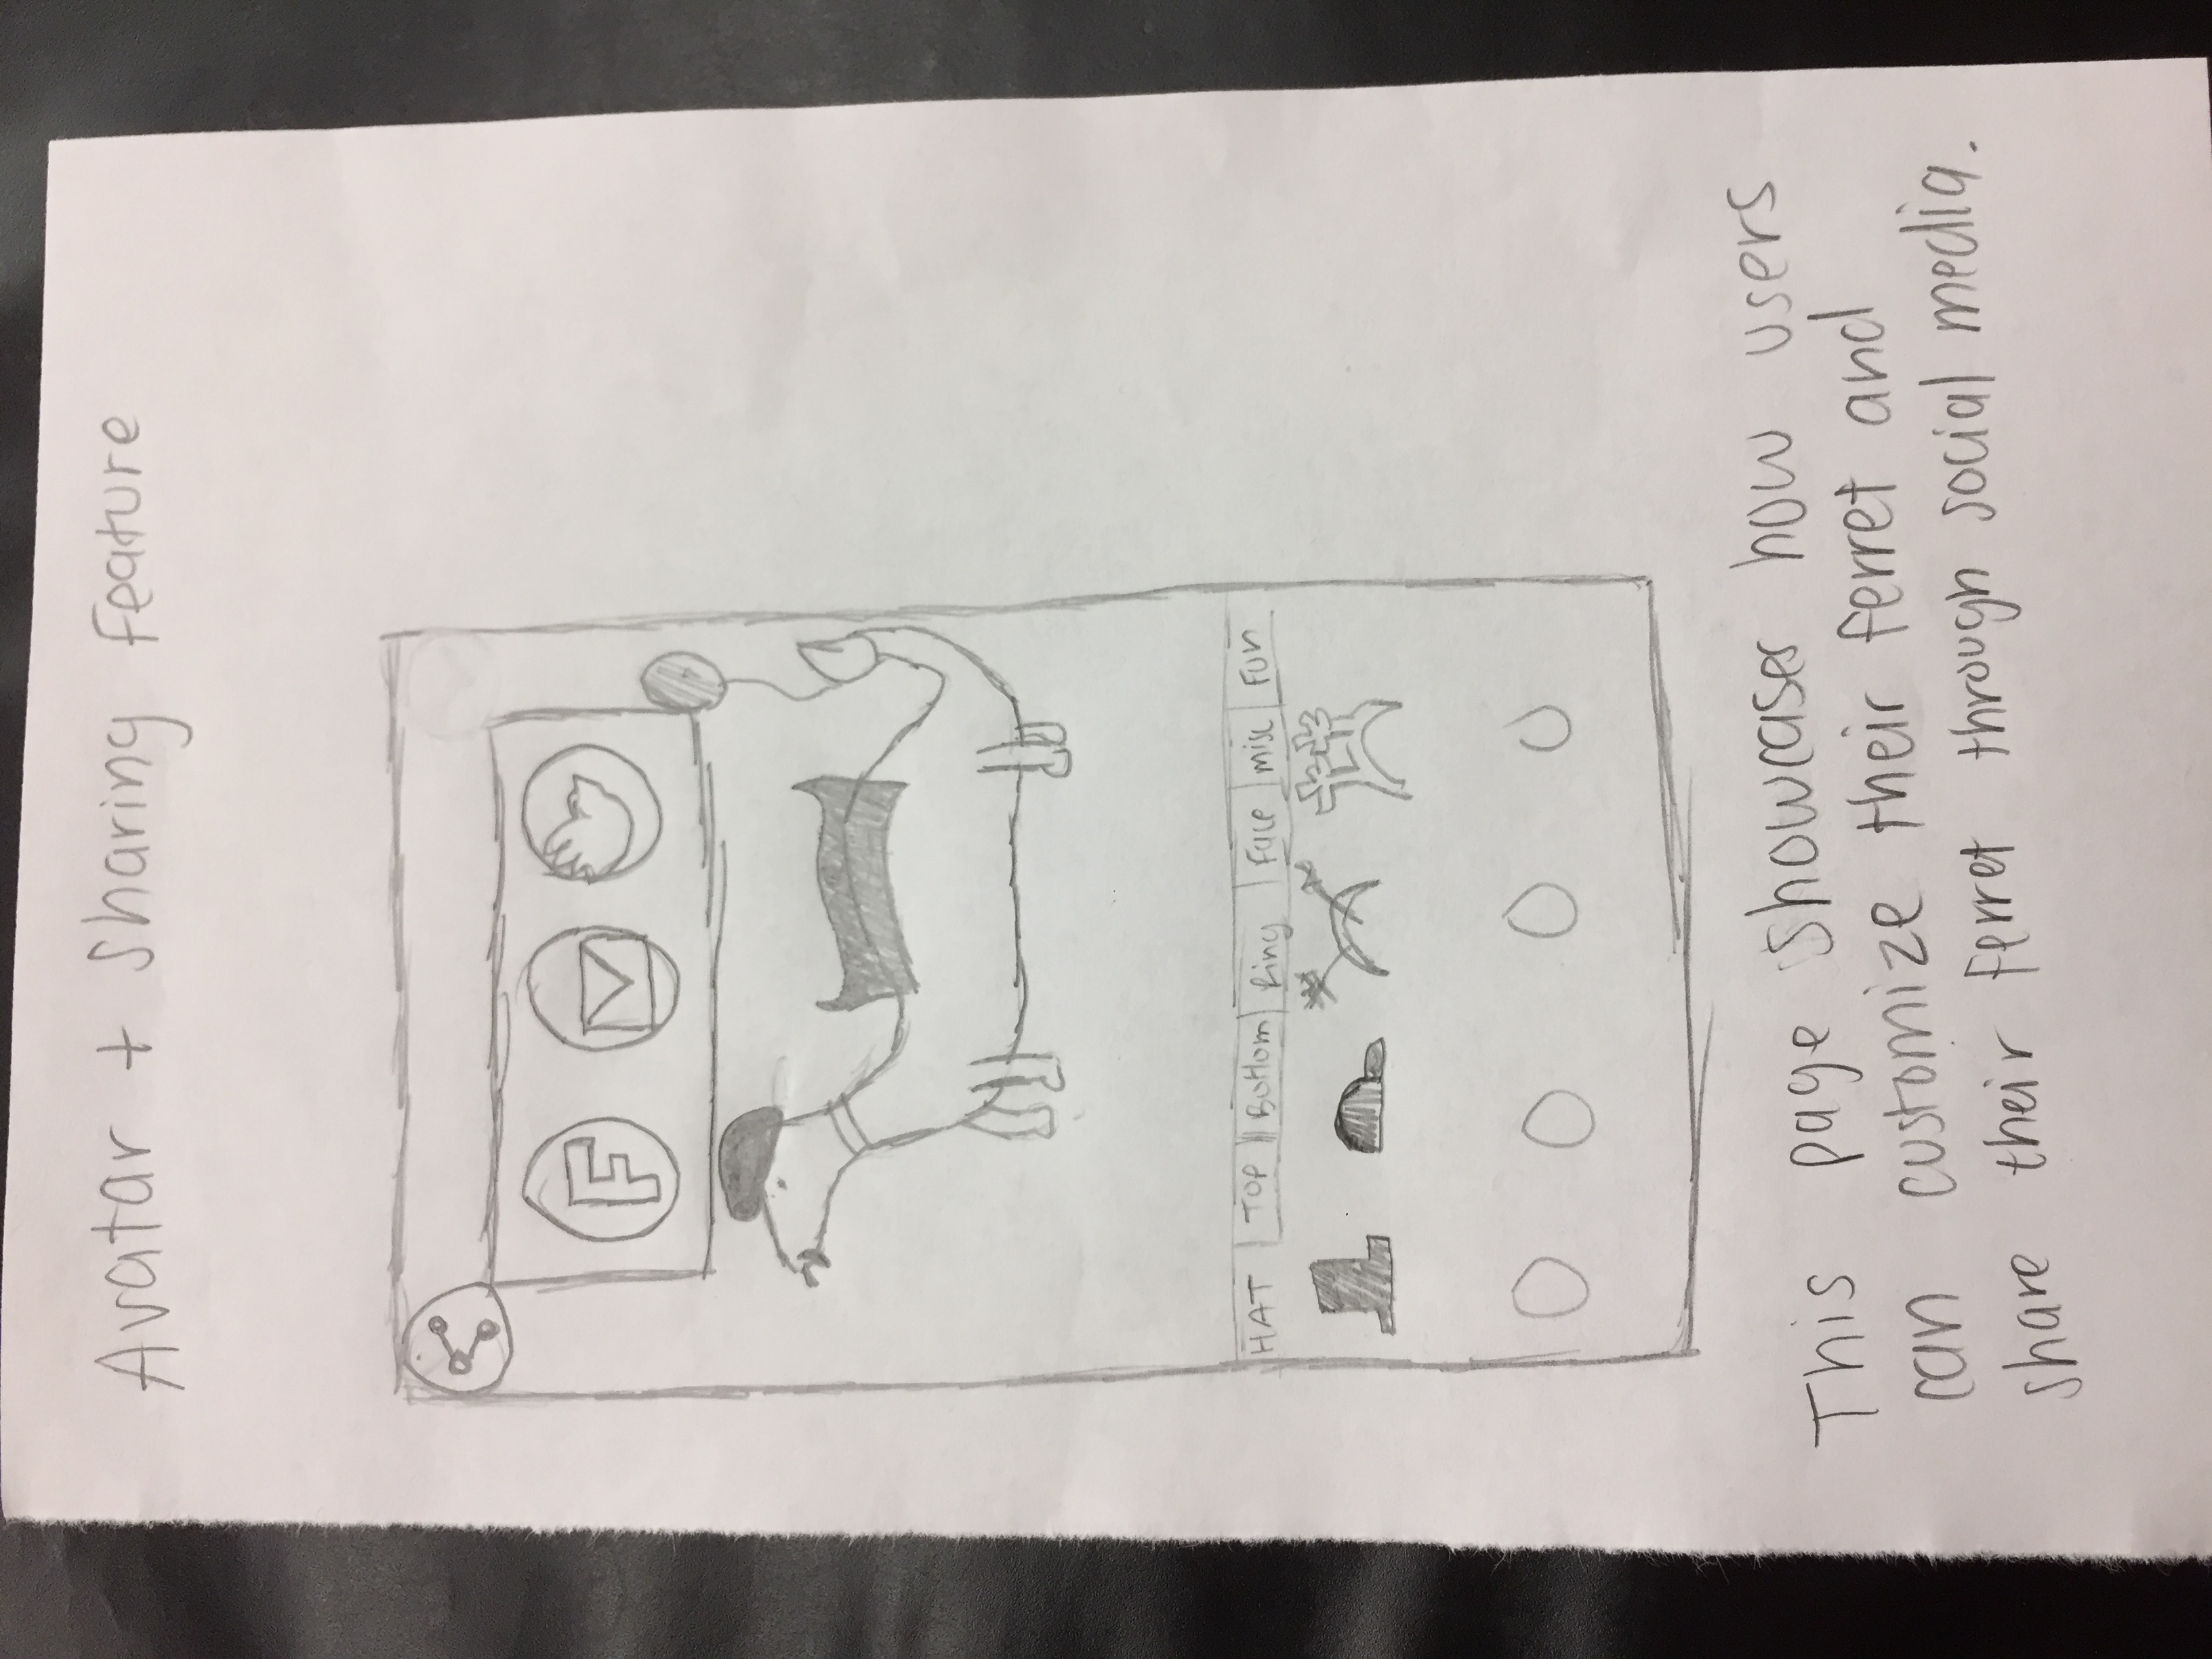 Avatar + Sharing Feature
F
HAT TOP Bottom Ring Face misc Fun
This page showcases how users
can customize their ferret and
share their ferret through social media.